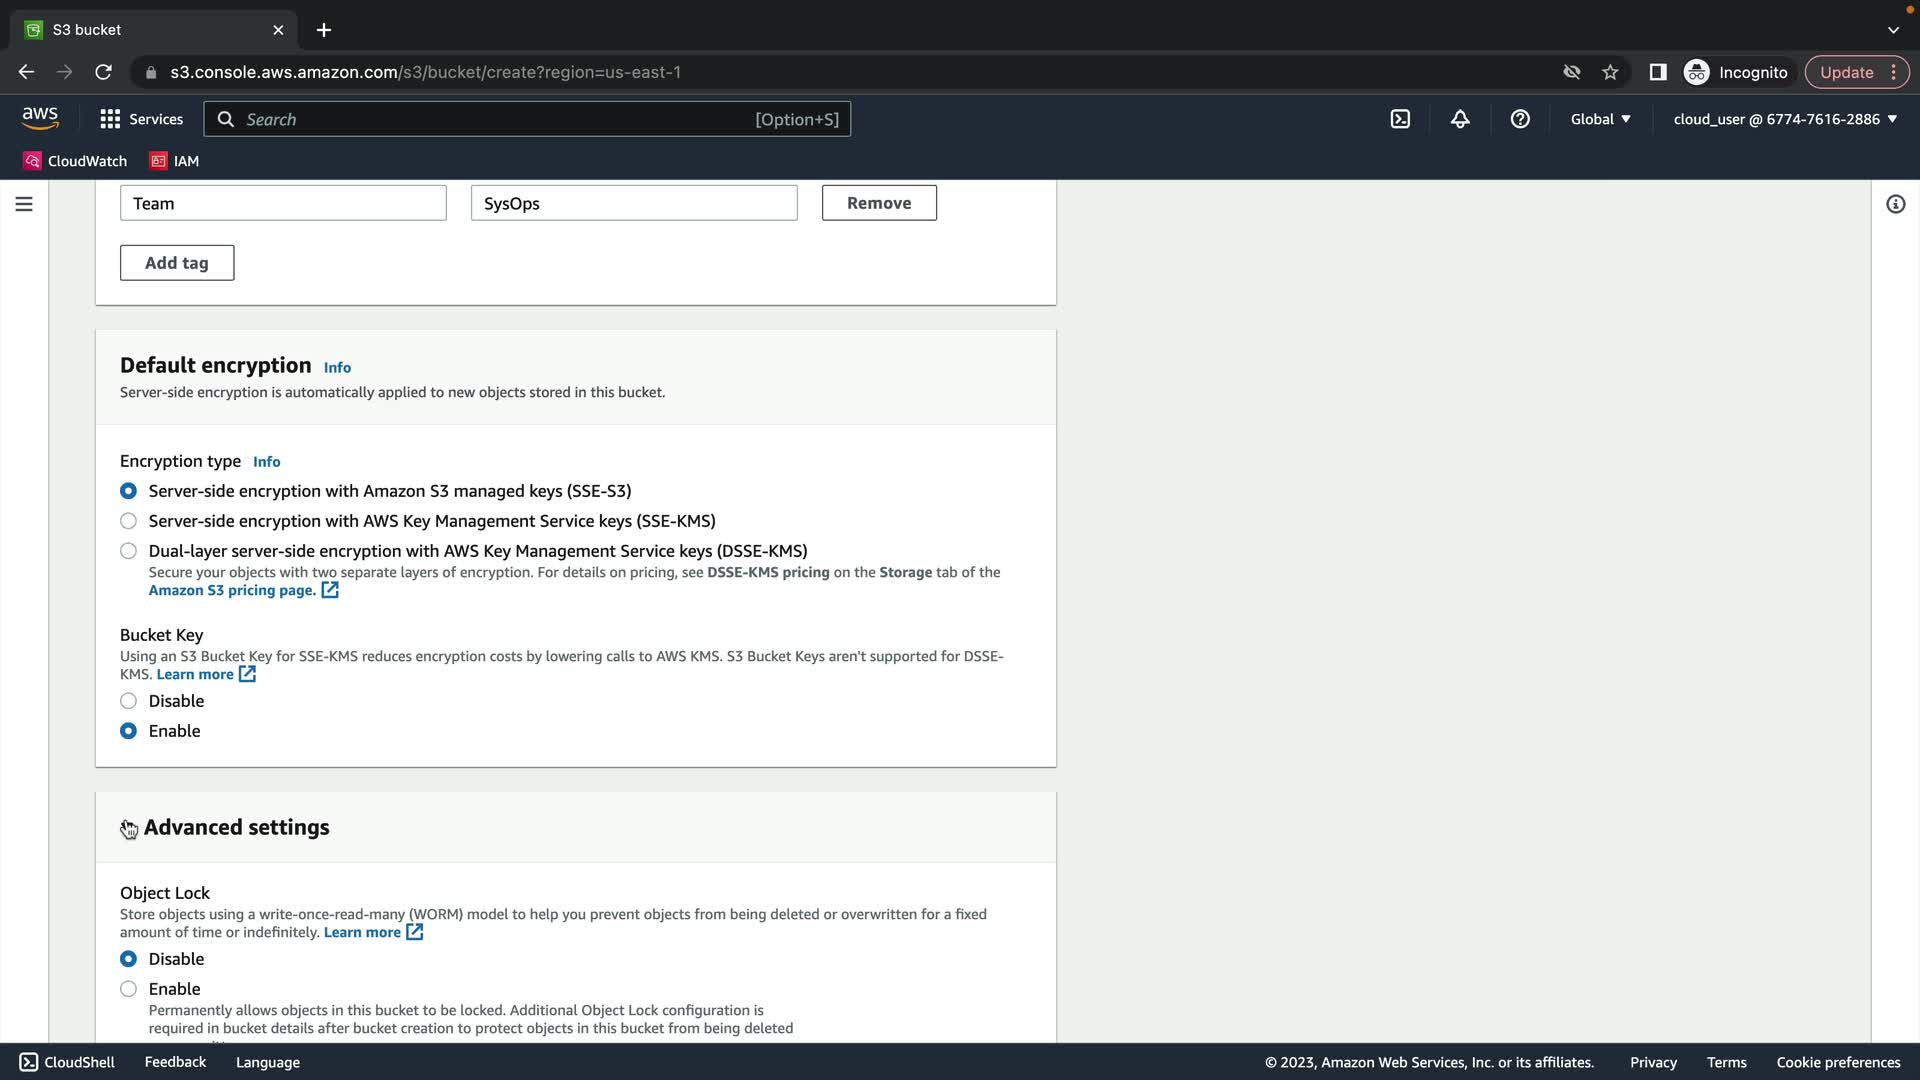 S3 bucket
s3.console.aws.amazon.com/s3/bucket/create?region=us-east-1
Incognito
Update
aws
Services
Search
[Option+S]
Global
cloud_user @ 6774-7616-2886
CloudWatch
IAM
Team
SysOps
Remove
Add tag
Default encryption Info
Server-side encryption is automatically applied to new objects stored in this bucket.
Encryption type Info
Server-side encryption with Amazon S3 managed keys (SSE-S3)
Server-side encryption with AWS Key Management Service keys (SSE-KMS)
Dual-layer server-side encryption with AWS Key Management Service keys (DSSE-KMS)
Secure your objects with two separate layers of encryption. For details on pricing, see DSSE-KMS pricing on the Storage tab of the
Amazon S3 pricing page.
Bucket Key
Using an S3 Bucket Key for SSE-KMS reduces encryption costs by lowering calls to AWS KMS. S3 Bucket Keys aren't supported for DSSE-
KMS. Learn more
Disable
Enable
Advanced settings
Object Lock
Store objects using a write-once-read-many (WORM) model to help you prevent objects from being deleted or overwritten for a fixed
amount of time or indefinitely. Learn more
Disable
Enable
Permanently allows objects in this bucket to be locked. Additional Object Lock configuration is
required in bucket details after bucket creation to protect objects in this bucket from being deleted
CloudShell
Feedback
Language
© 2023, Amazon Web Services, Inc. or its affiliates.
Privacy
Terms
Cookie preferences